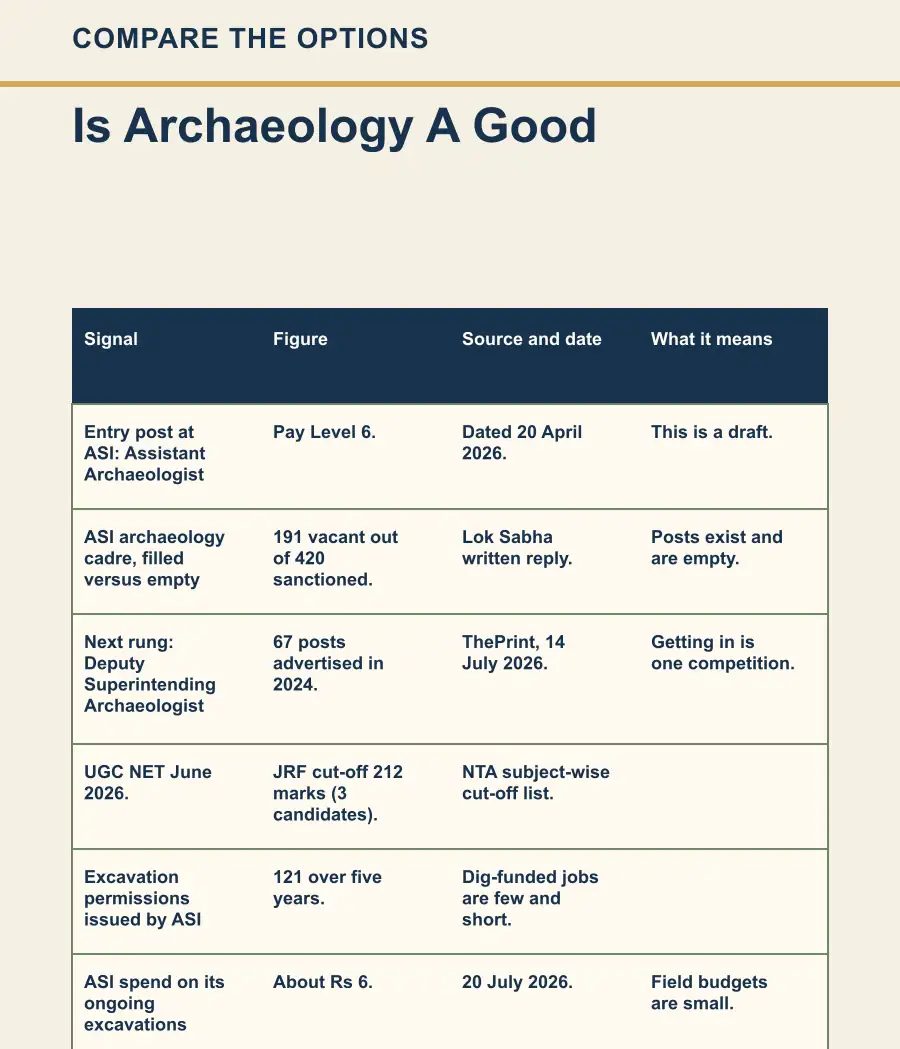 COMPARE THE OPTIONS
Is Archaeology A Good
Signal
Figure
Source and date
What it means
Entry post at
ASI: Assistant
Archaeologist
Pay Level 6.
Dated 20 April
2026.
This is a draft.
ASI archaeology
cadre, filled
versus empty
191 vacant out
of 420
sanctioned.
Lok Sabha
written reply.
Posts exist and
are empty.
Next rung:
Deputy
Superintending
Archaeologist
67 posts
advertised in
2024.
ThePrint, 14
July 2026.
Getting in is
one competition.
UGC NET June
2026.
JRF cut-off 212
marks (3
candidates).
NTA subject-wise
cut-off list.
Excavation
permissions
issued by ASI
121 over five
years.
Dig-funded jobs
are few and
short.
ASI spend on its
ongoing
excavations
About Rs 6.
20 July 2026.
Field budgets
are small.